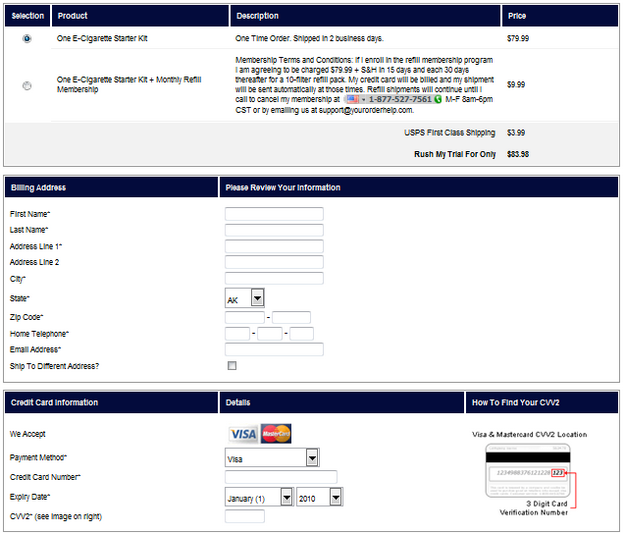 Selection Product Description Price
One E-Cigarette Starter Kit One Time Order. Shipped in 2 business days. $79.99
Membership Terms and Conditions: If I enroll in the refill membership program
I am agreeing to be charged $79.99 + S&H in 15 days and each 30 days
One E-Cigarette Starter Kit + Monthly Refill thereafter for a 10-filter refill pack. My credit card will be billed and my shipment $9.99
Membership will be sent automatically at those times. Refill shipments will continue until I
call to cancel my membership at 1-877-527-7561 M-F 8am-6pm
CST or by emailing us at support@yourorderhelp.com.
USPS First Class Shipping $3.99
Rush My Trial For Only $83.98
Billing Address Please Review Your Information
First Name*
Last Name*
Address Line 1*
Address Line 2
City*
State* AK
Zip Code* -
Home Telephone* - -
Email Address*
Ship To Different Address?
Credit Card Information Details How To Find Your CVV2
We Accept VISA MasterCard Visa & Mastercard CVV2 Location
Payment Method* Visa
Credit Card Number* 1234988376121228 123
Expiry Date* January (1) 2010
3 Digit Card
Verification Number
CVV2* (see image on right)